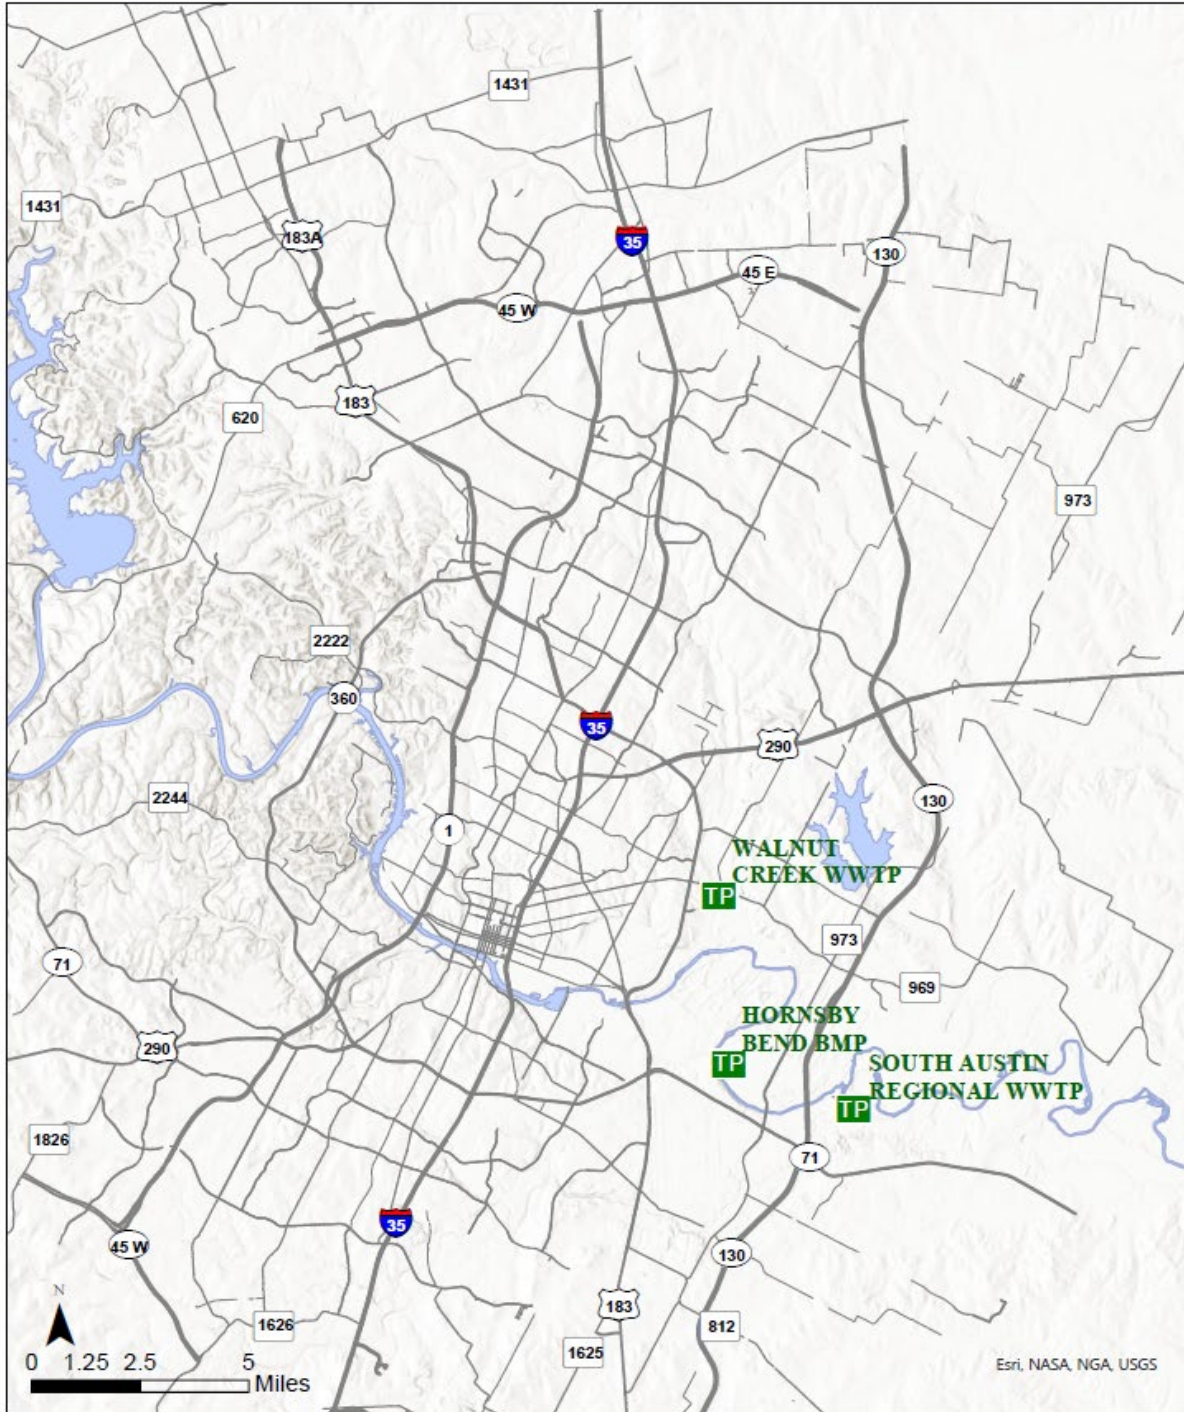 1431
1431
183A
35
130
45 E
45 W
183
620
973
2222
360
35
290
2244
130
1
WALNUT
CREEK WWTP
TP
973
71
969
HORNSBY
BEND BMP
290
TP
SOUTH AUSTIN
REGIONAL WWTP
TP
1826
71
35
45 W
130
N
183
1626
812
1625
0 1.25 2.5 5
Miles
Esri, NASA, NGA, USGS